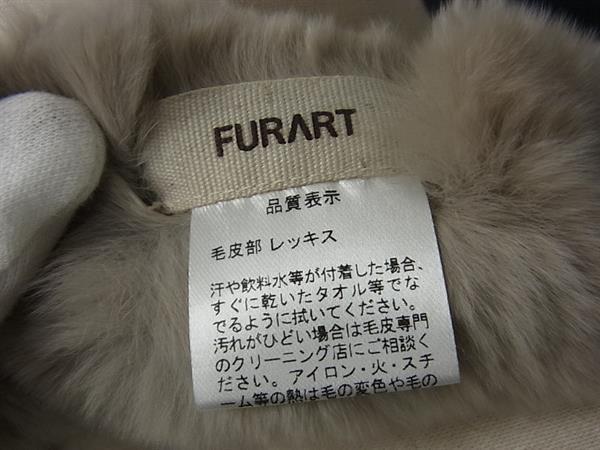 FURART
品質表示
毛皮部 レッキス
汗や飲料水等が付着した場合、
すぐに乾いたタオル等でな
でるように拭いてください。
汚れがひどい場合は毛皮専門
のクリーニング店にご相談く
ださい。アイロン・火・スチ
ーム等の熱は毛の変色や毛の